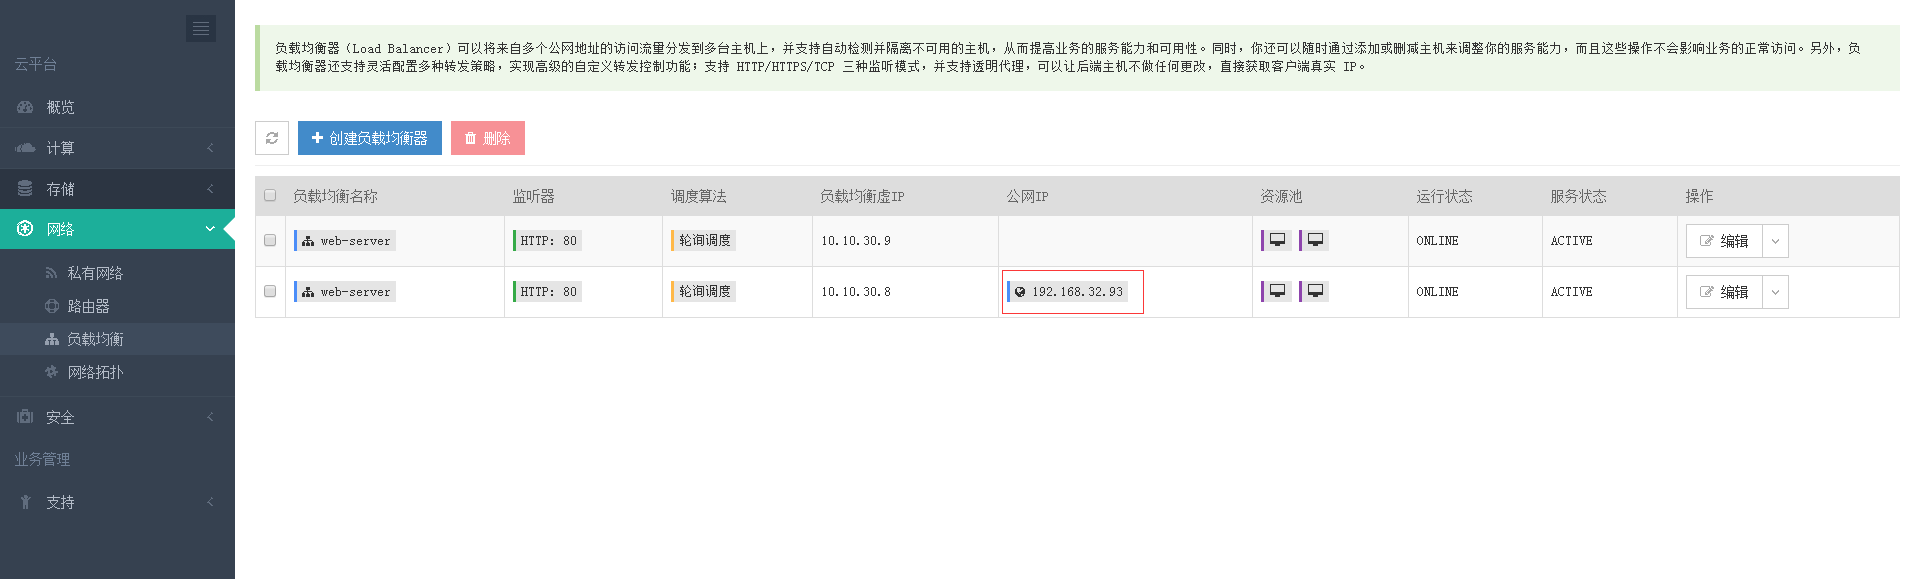 云平台
概览
计算
存储
网络
私有网络
路由器
负载均衡
网络拓扑
安全
业务管理
支持
负载均衡器（Load Balancer）可以将来自多个公网地址的访问流量分发到多台主机上，并支持自动检测并隔离不可用的主机，从而提高业务的服务能力和可用性。同时，你还可以随时通过添加或删减主机来调整你的服务能力，而且这些操作不会影响业务的正常访问。另外，负
载均衡器还支持灵活配置多种转发策略，实现高级的自定义转发控制功能；支持 HTTP/HTTPS/TCP 三种监听模式，并支持透明代理，可以让后端主机不做任何更改，直接获取客户端真实 IP。
创建负载均衡器 删除
负载均衡名称 监听器 调度算法 负载均衡虚IP 公网IP 资源池 运行状态 服务状态 操作
web-server HTTP: 80 轮询调度 10.10.30.9 ONLINE ACTIVE 编辑
web-server HTTP: 80 轮询调度 10.10.30.8 192.168.32.93 ONLINE ACTIVE 编辑